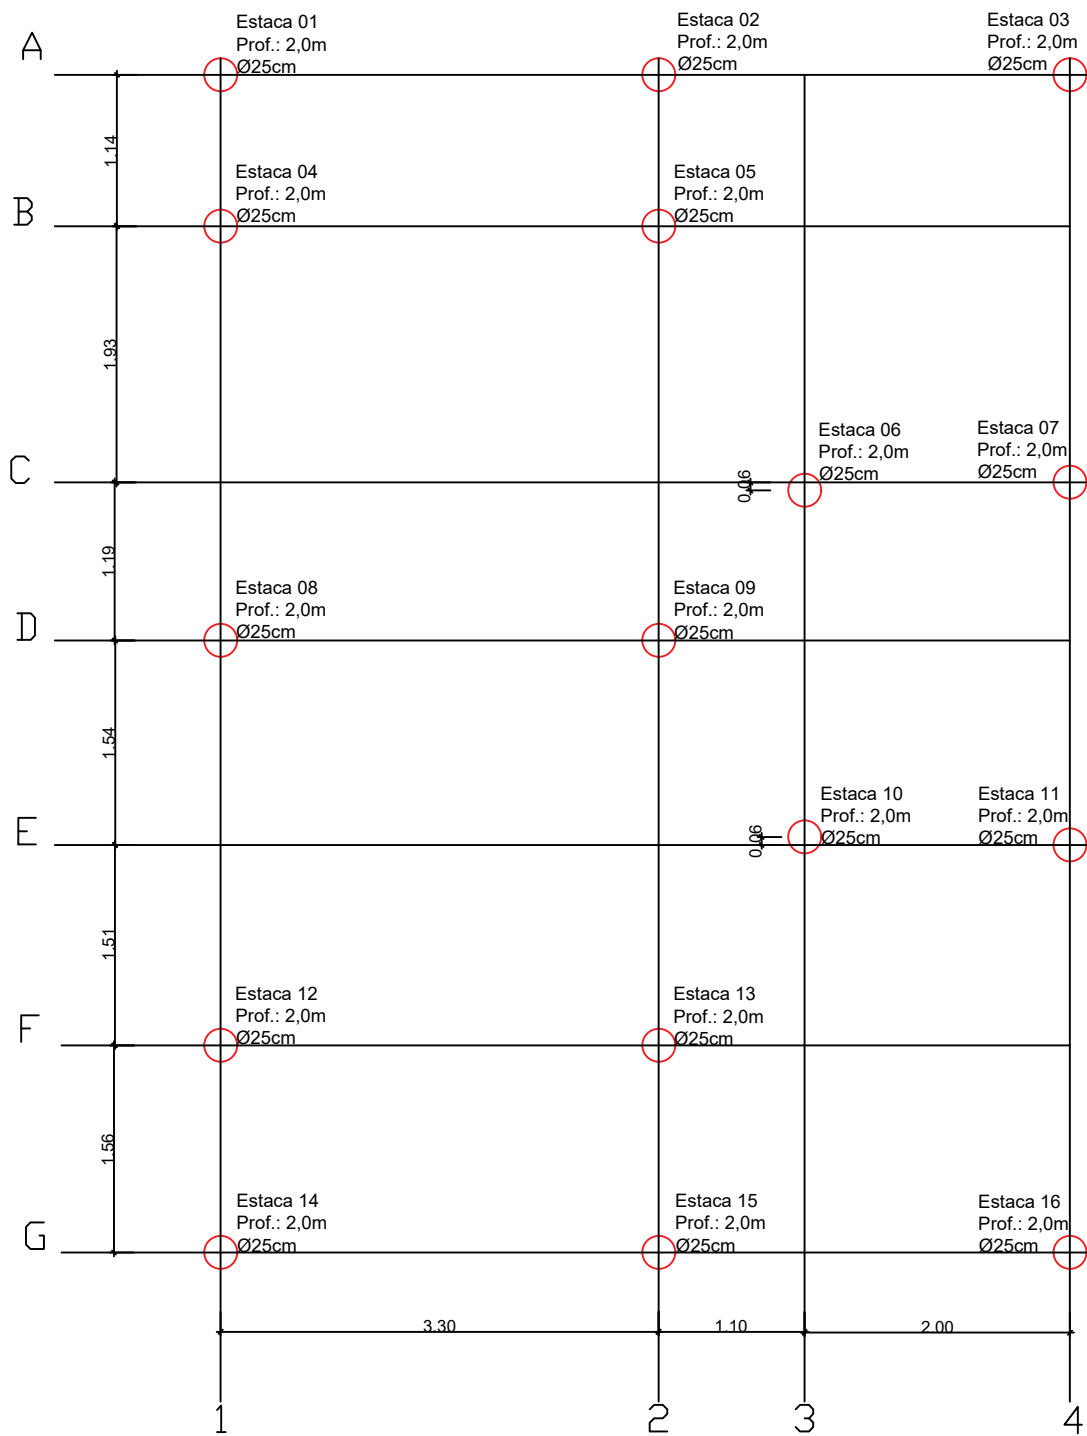 A
Estaca 01
Prof.: 2,0m
Ø25cm
Estaca 02
Prof.: 2,0m
Ø25cm
Estaca 03
Prof.: 2,0m
Ø25cm
1.14
B
Estaca 04
Prof.: 2,0m
Ø25cm
Estaca 05
Prof.: 2,0m
Ø25cm
1.93
C
0.06
Estaca 06
Prof.: 2,0m
Ø25cm
Estaca 07
Prof.: 2,0m
Ø25cm
1.19
D
Estaca 08
Prof.: 2,0m
Ø25cm
Estaca 09
Prof.: 2,0m
Ø25cm
1.54
E
0.06
Estaca 10
Prof.: 2,0m
Ø25cm
Estaca 11
Prof.: 2,0m
Ø25cm
1.51
F
Estaca 12
Prof.: 2,0m
Ø25cm
Estaca 13
Prof.: 2,0m
Ø25cm
1.56
G
Estaca 14
Prof.: 2,0m
Ø25cm
Estaca 15
Prof.: 2,0m
Ø25cm
Estaca 16
Prof.: 2,0m
Ø25cm
3.30
1.10
2.00
1
2
3
4